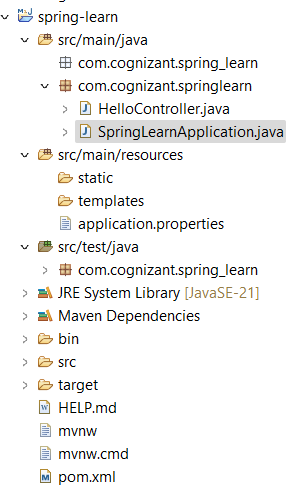 spring-learn
src/main/java
com.cognizant.spring_learn
com.cognizant.springlearn
HelloController.java
SpringLearnApplication.java
src/main/resources
static
templates
application.properties
src/test/java
com.cognizant.spring_learn
JRE System Library [JavaSE-21]
Maven Dependencies
bin
src
target
HELP.md
mvnw
mvnw.cmd
pom.xml